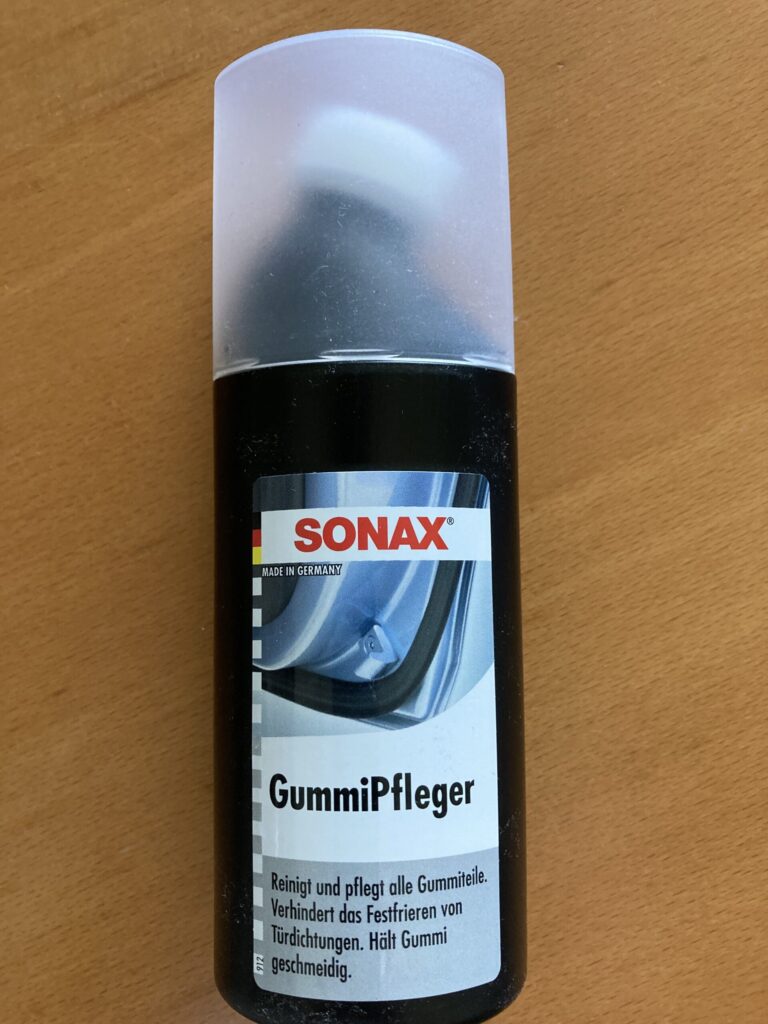 SONAX®
MADE IN GERMANY
GummiPfleger
Reinigt und pflegt alle Gummiteile.
Verhindert das Festfrieren von
Türdichtungen. Hält Gummi
geschmeidig.
912